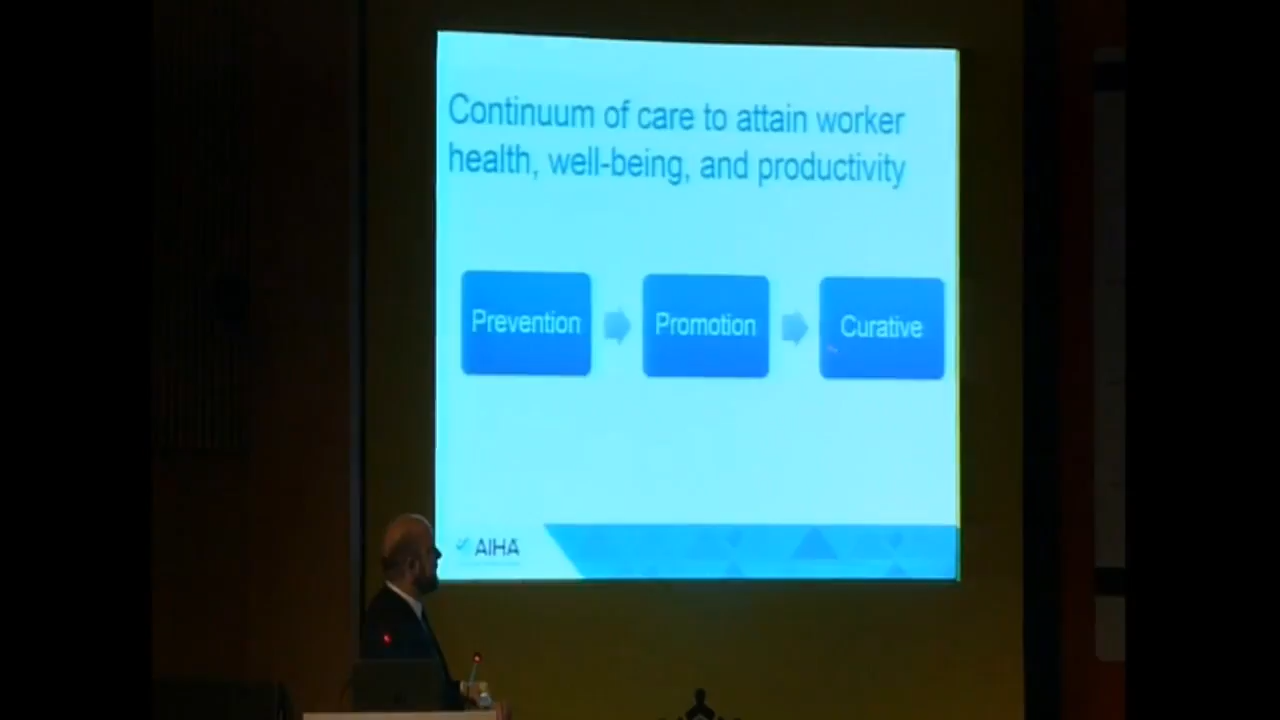 Continuum of care to attain worker
health, well-being, and productivity
Prevention
Promotion
Curative
AIHA